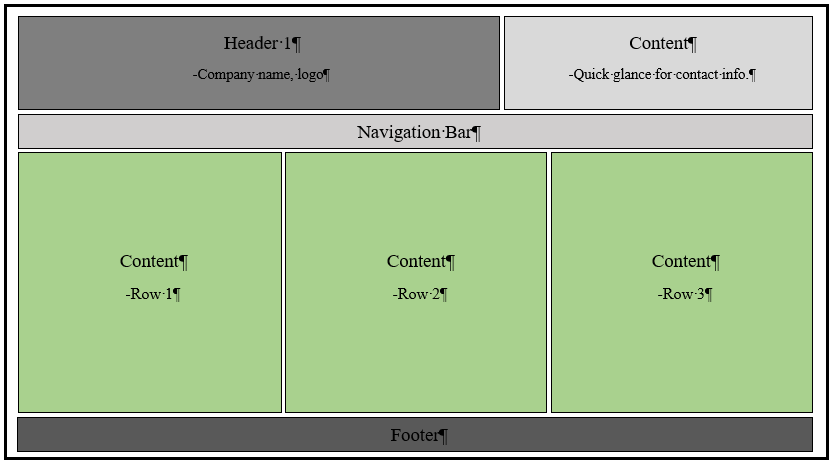 Header·1¶
-Company·name,·logo¶
Content¶
-Quick·glance·for·contact·info.¶
Navigation·Bar¶
Content¶
-Row·1¶
Content¶
-Row·2¶
Content¶
-Row·3¶
Footer¶